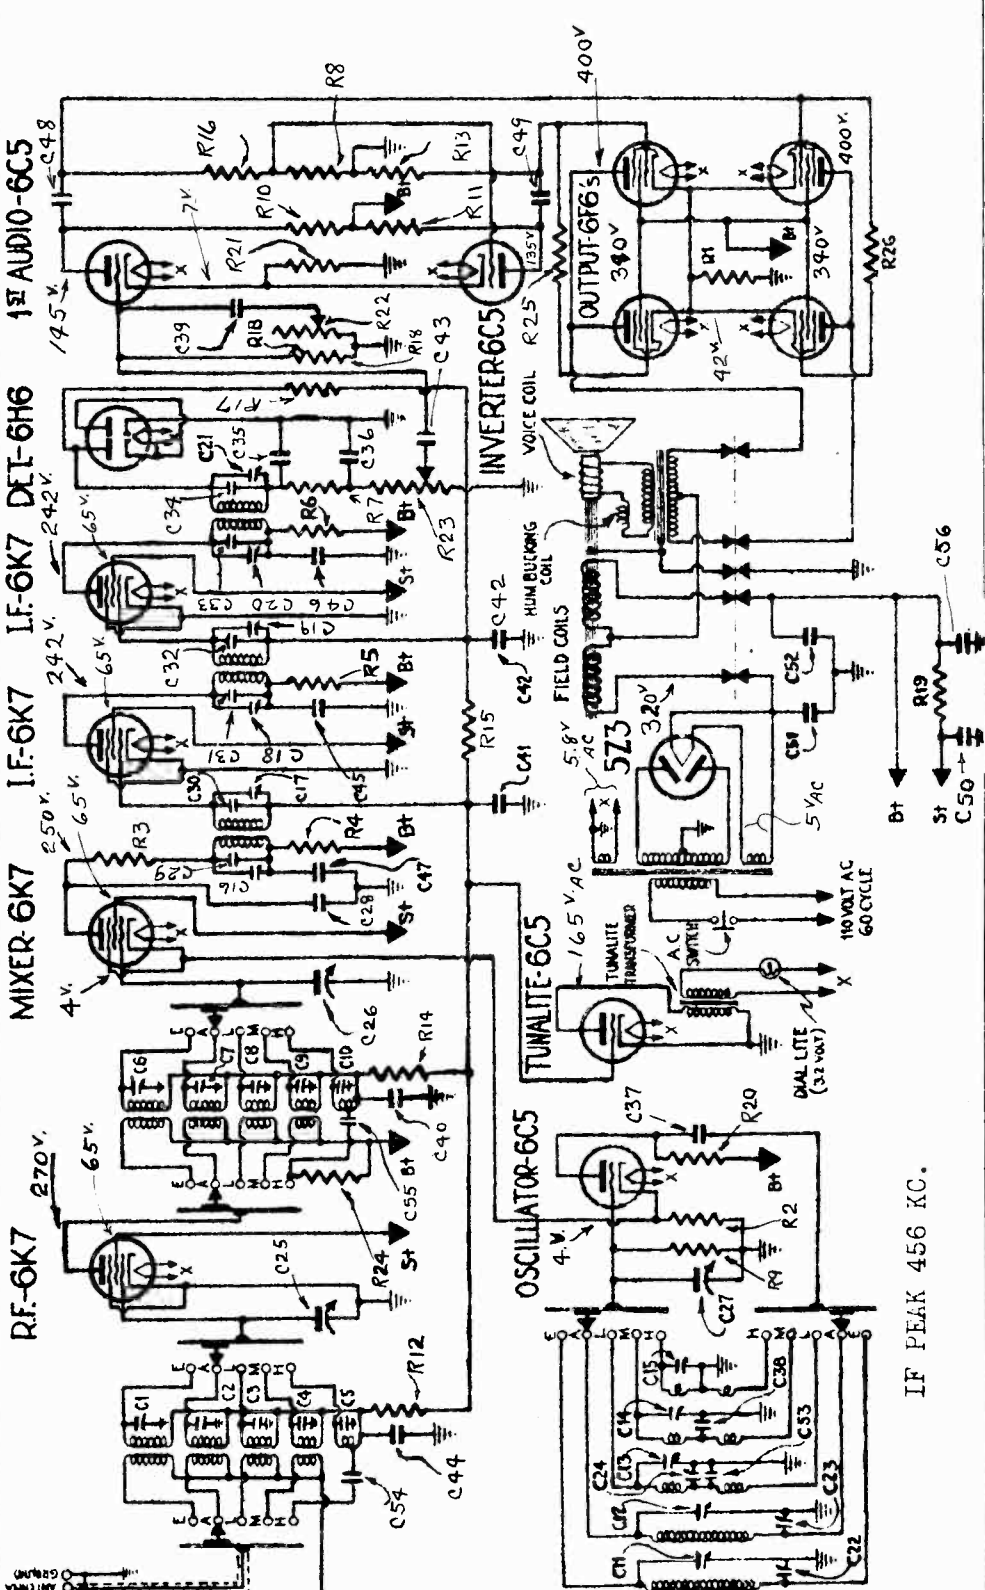 R.F.-6K7
MIXER-6K7
I.F.-6K7
I.F.-6K7
DET-6H6
1ST AUDIO-6C5
270V.
65V.
4V.
250V.
65V.
242V.
65V.
242V.
65V.
145V.
C48
7V.
R16
R8
R10
R13
R11
B+
R21
C39
R18
R22
R18
C43
R17
C21
C35
C34
C36
R6
R7
R23
B+
S+
C33
C20
C46
C19
C32
R5
B+
S+
C31
C18
C45
C17
C30
R3
R4
B+
C29
C16
C28
C47
S+
C26
E
A
L
M
H
C6
C7
C8
C9
C10
R14
C40
B+
C55
R24
S+
C25
E
A
L
M
H
E
A
L
M
H
C1
C2
C3
C4
C5
R12
C44
C54
E
A
L
M
H
GROUND
ANTENNA
R15
C41
C42
C42
INVERTER-6C5
135V
C49
R25
OUTPUT-6F6's
400V
340V
340V
400V.
42V.
R1
B+
R26
VOICE COIL
HUM BUCKING
COIL
FIELD COILS
320V
5Z3
5.8V
AC
X
5VAC
C51
C52
R19
C56
C50
B+
S+
110 VOLT AC
60 CYCLE
A.C.
SWITCH
TUNALITE-6C5
165 V. AC
TUNALITE
TRANSFORMER
X
DIAL LITE
(3.2 VOLT)
OSCILLATOR-6C5
4V.
C37
R20
B+
R2
R9
C27
E
A
L
M
H
H
M
L
A
E
C15
C38
C14
C53
C13
C24
C23
C12
C22
C11
IF PEAK 456 KC.